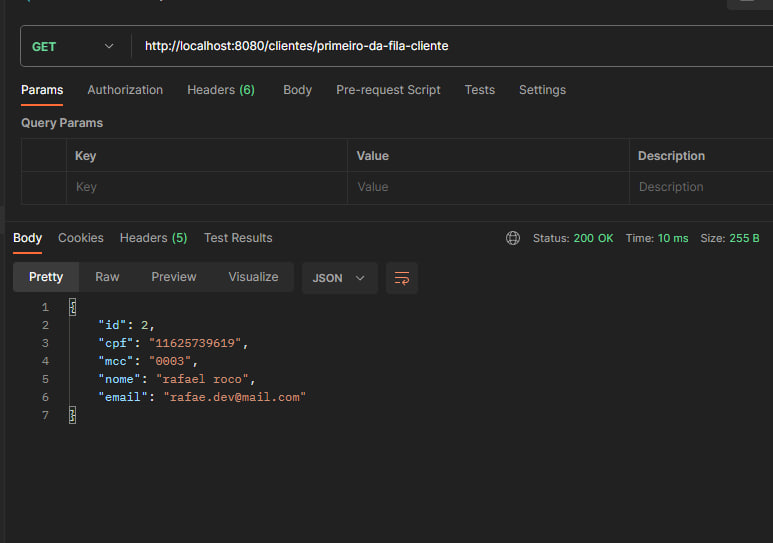 GET http://localhost:8080/clientes/primeiro-da-fila-cliente
Params Authorization Headers (6) Body Pre-request Script Tests Settings
Query Params
Key Value Description
Key Value Description
Body Cookies Headers (5) Test Results Status: 200 OK Time: 10 ms Size: 255 B
Pretty Raw Preview Visualize JSON
1 {
2 "id": 2,
3 "cpf": "11625739619",
4 "mcc": "0003",
5 "nome": "rafael roco",
6 "email": "rafae.dev@mail.com"
7 }